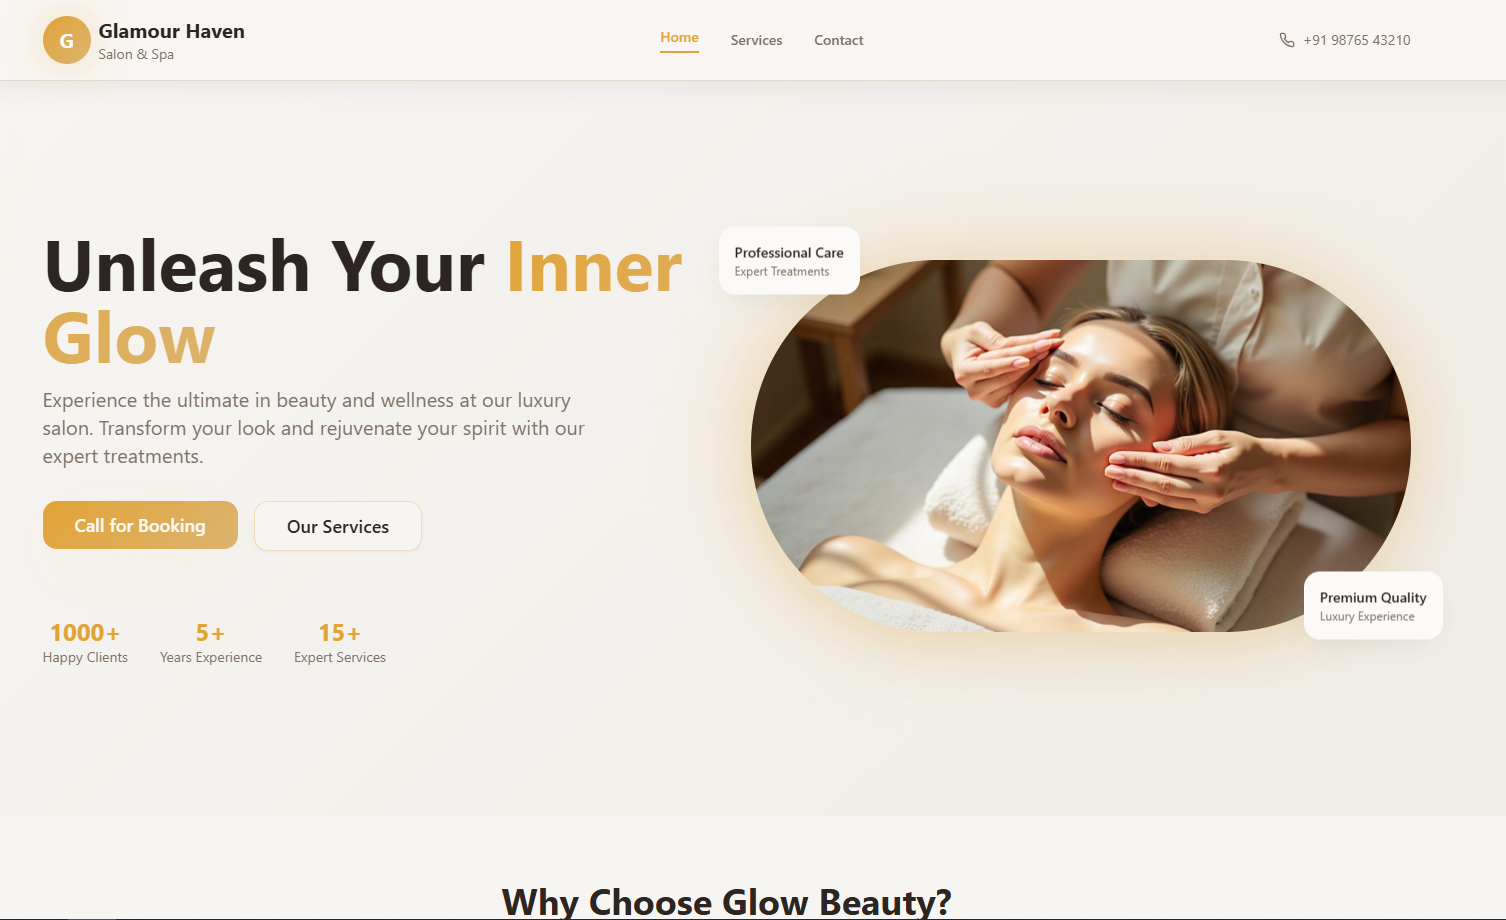 G
Glamour Haven
Salon & Spa
Home
Services
Contact
+91 98765 43210
Unleash Your Inner
Glow
Experience the ultimate in beauty and wellness at our luxury
salon. Transform your look and rejuvenate your spirit with our
expert treatments.
Call for Booking
Our Services
1000+
Happy Clients
5+
Years Experience
15+
Expert Services
Professional Care
Expert Treatments
Premium Quality
Luxury Experience
Why Choose Glow Beauty?